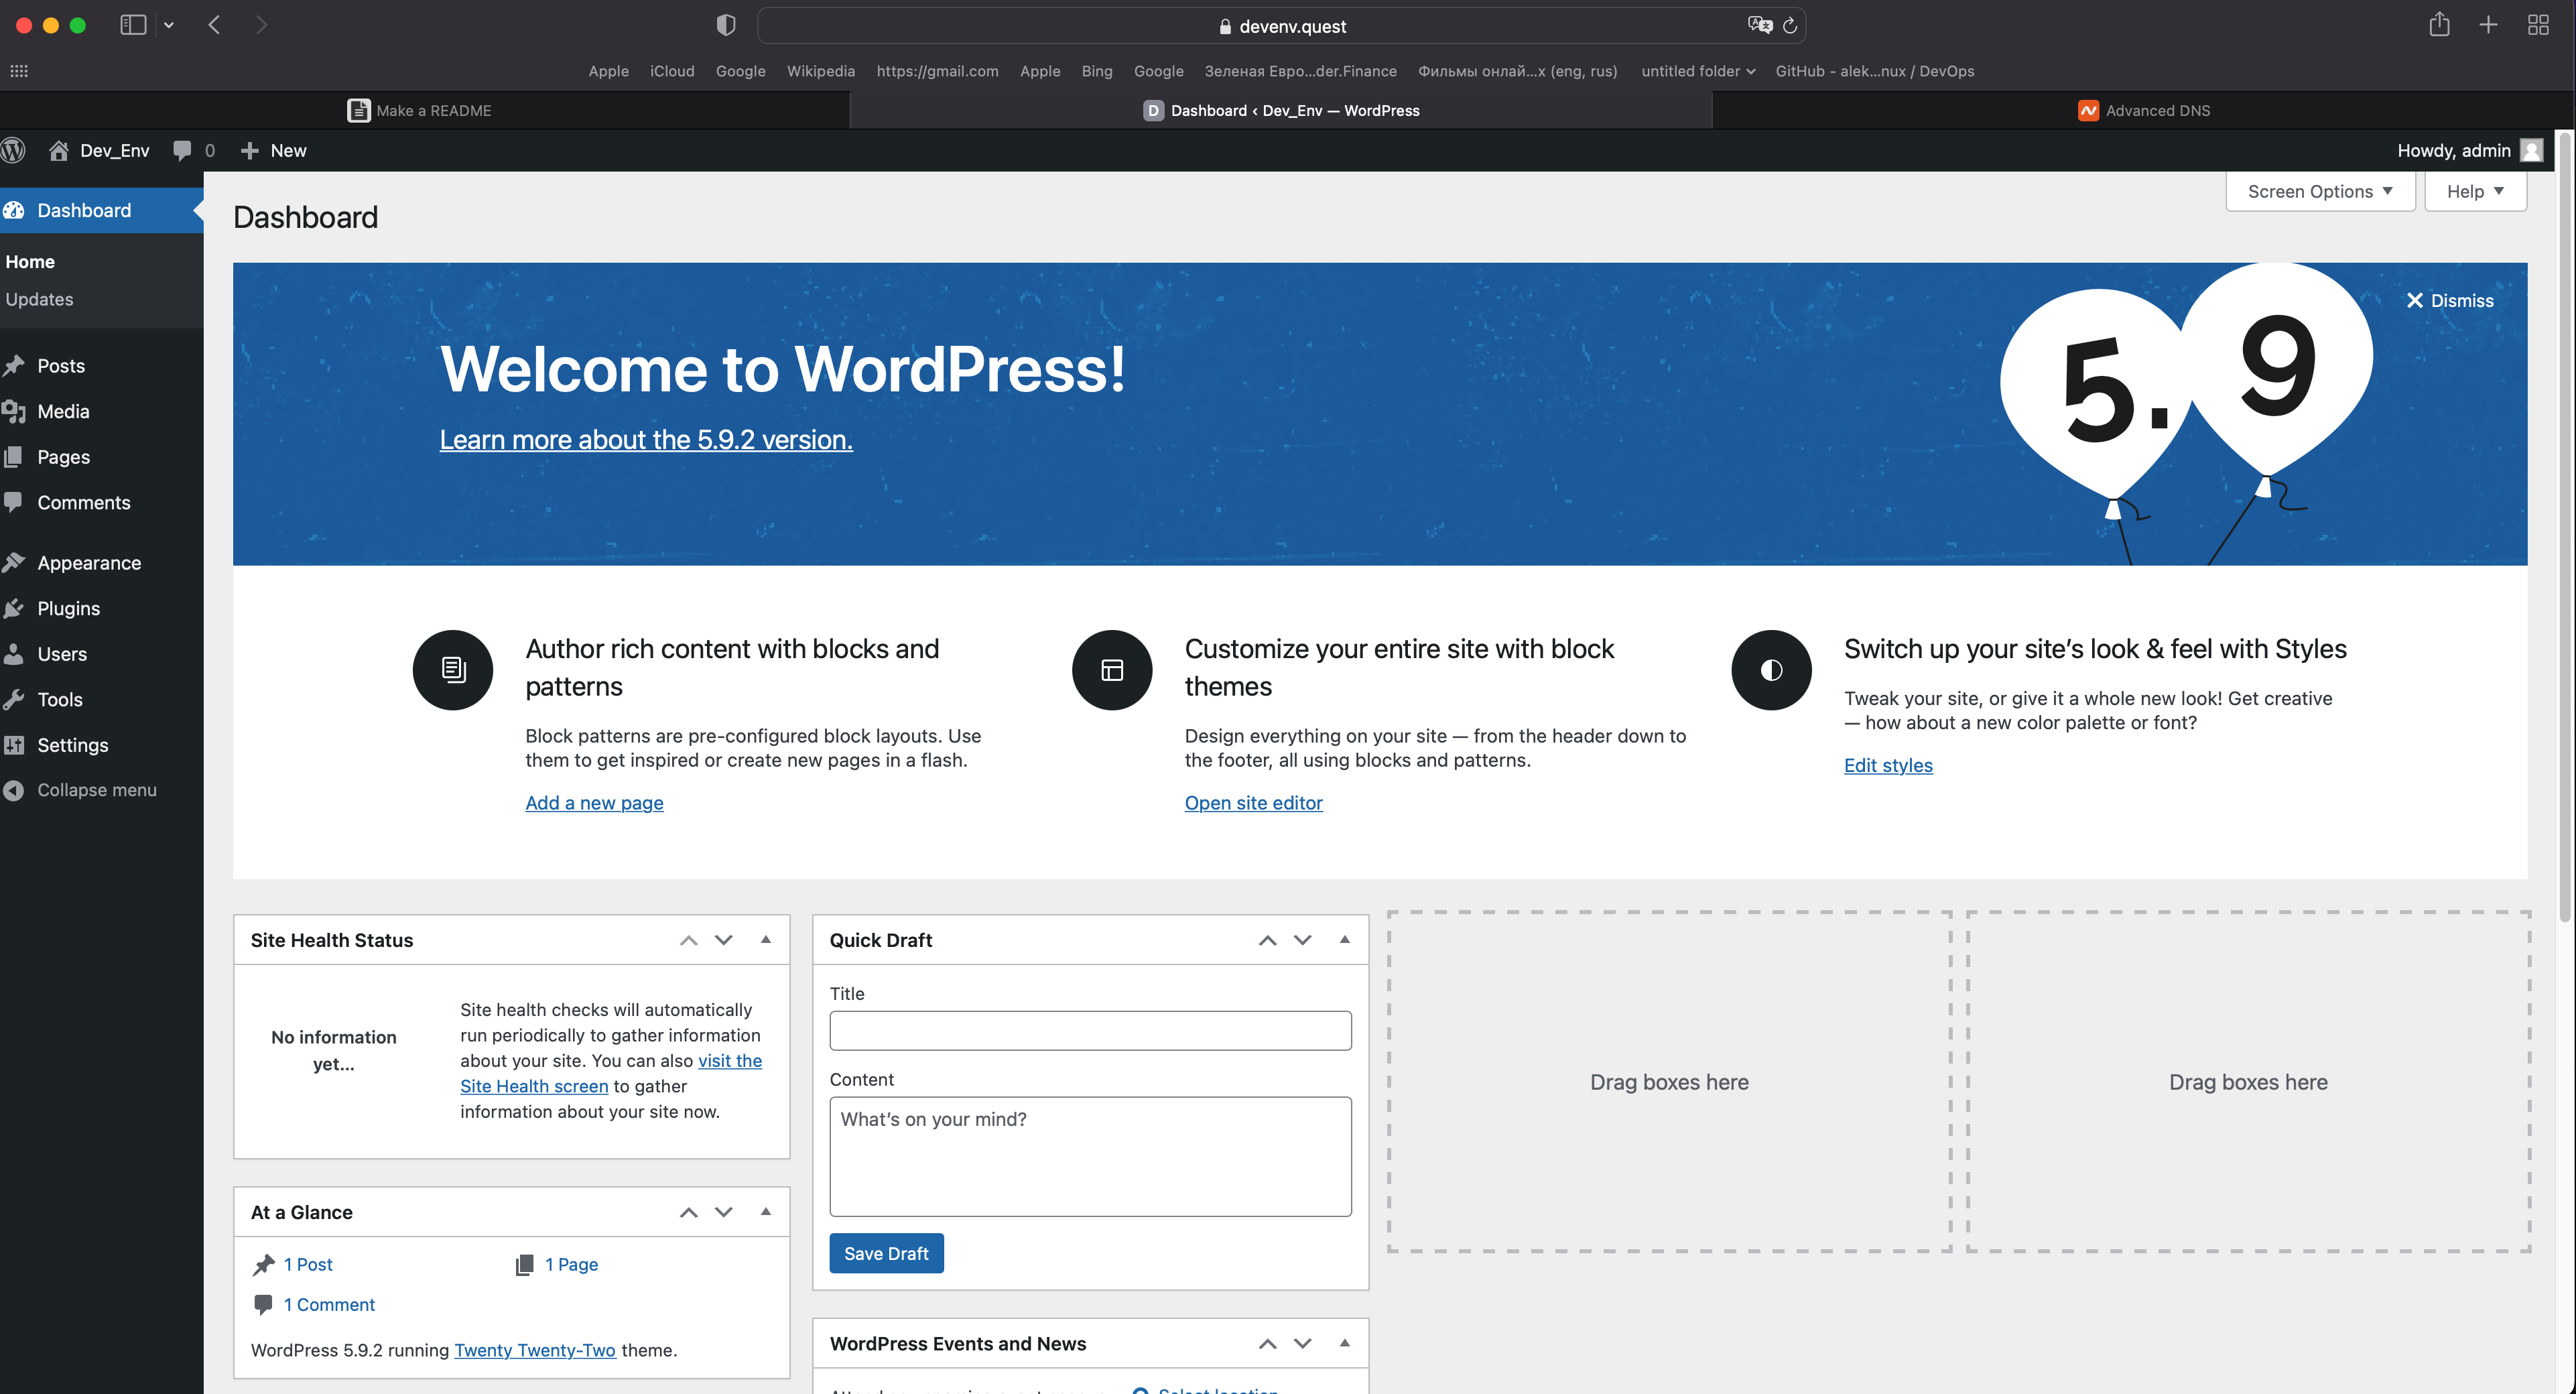 devenv.quest
Apple iCloud Google Wikipedia https://gmail.com Apple Bing Google Зеленая Евро...der.Finance Фильмы онлай...x (eng, rus) untitled folder GitHub - alek...nux / DevOps
Make a README
D Dashboard ‹ Dev_Env — WordPress
Advanced DNS
Dev_Env 0 New
Howdy, admin
Dashboard
Home
Updates
Posts
Media
Pages
Comments
Appearance
Plugins
Users
Tools
Settings
Collapse menu
Dashboard
Screen Options
Help
Welcome to WordPress!
Learn more about the 5.9.2 version.
5.9
Dismiss
Author rich content with blocks and
patterns
Block patterns are pre-configured block layouts. Use
them to get inspired or create new pages in a flash.
Add a new page
Customize your entire site with block
themes
Design everything on your site — from the header down to
the footer, all using blocks and patterns.
Open site editor
Switch up your site’s look & feel with Styles
Tweak your site, or give it a whole new look! Get creative
— how about a new color palette or font?
Edit styles
Site Health Status
No information
yet...
Site health checks will automatically
run periodically to gather information
about your site. You can also visit the
Site Health screen to gather
information about your site now.
At a Glance
1 Post
1 Page
1 Comment
WordPress 5.9.2 running Twenty Twenty-Two theme.
Quick Draft
Title
Content
What’s on your mind?
Save Draft
WordPress Events and News
Select location
Drag boxes here
Drag boxes here